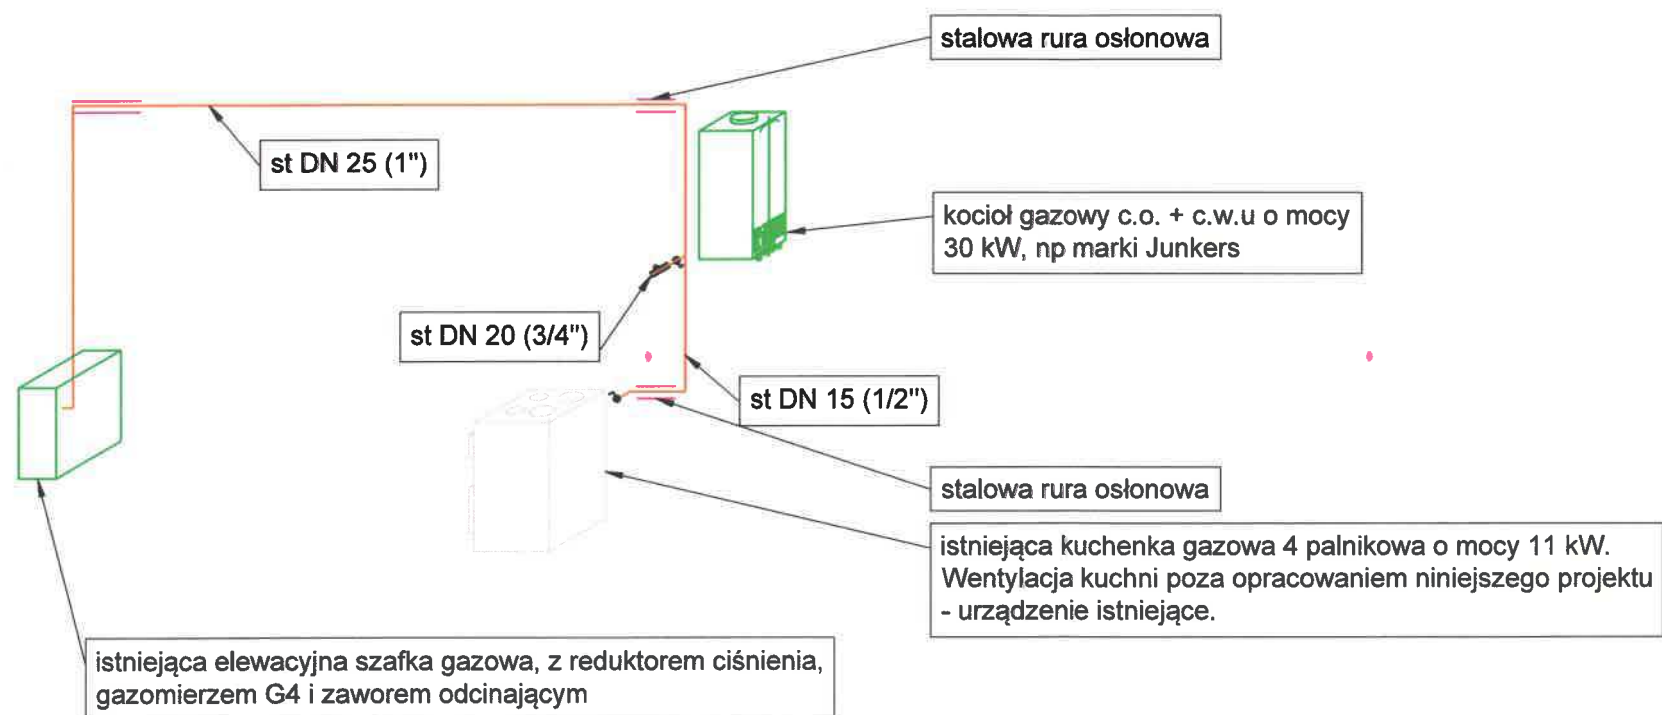 stalowa rura osłonowa
st DN 25 (1")
kocioł gazowy c.o. + c.w.u o mocy
30 kW, np marki Junkers
st DN 20 (3/4")
st DN 15 (1/2")
stalowa rura osłonowa
istniejąca kuchenka gazowa 4 palnikowa o mocy 11 kW.
Wentylacja kuchni poza opracowaniem niniejszego projektu
- urządzenie istniejące.
istniejąca elewacyjna szafka gazowa, z reduktorem ciśnienia,
gazomierzem G4 i zaworem odcinającym